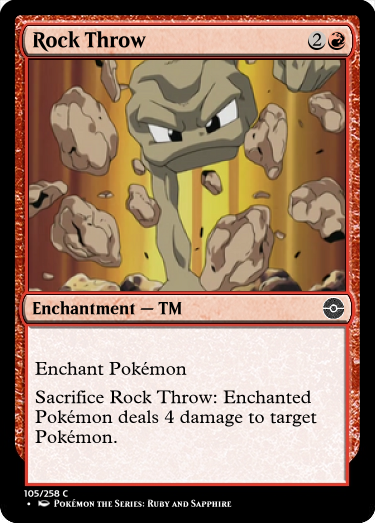 Rock Throw 2
Enchantment — TM
Enchant Pokémon
Sacrifice Rock Throw: Enchanted
Pokémon deals 4 damage to target
Pokémon.
105/258 C
• Pokémon the Series: Ruby and Sapphire